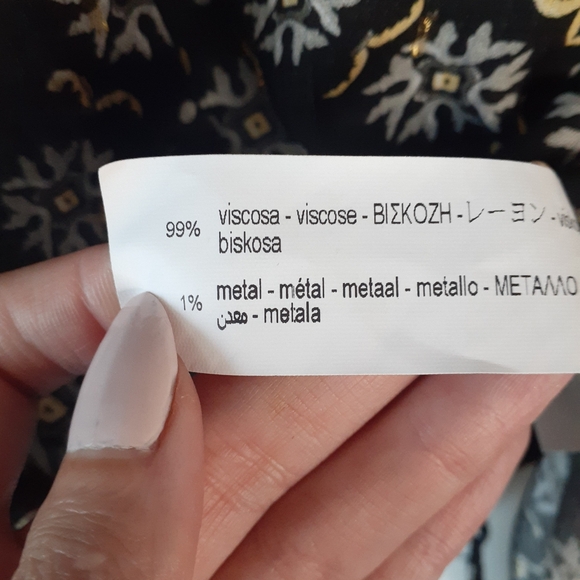 99% viscosa - viscose - ΒΙΣΚΟΖΗ - レーヨン -
biskosa
1% metal - métal - metaal - metallo - ΜΕΤΑΛΛΟ
معدن - metala